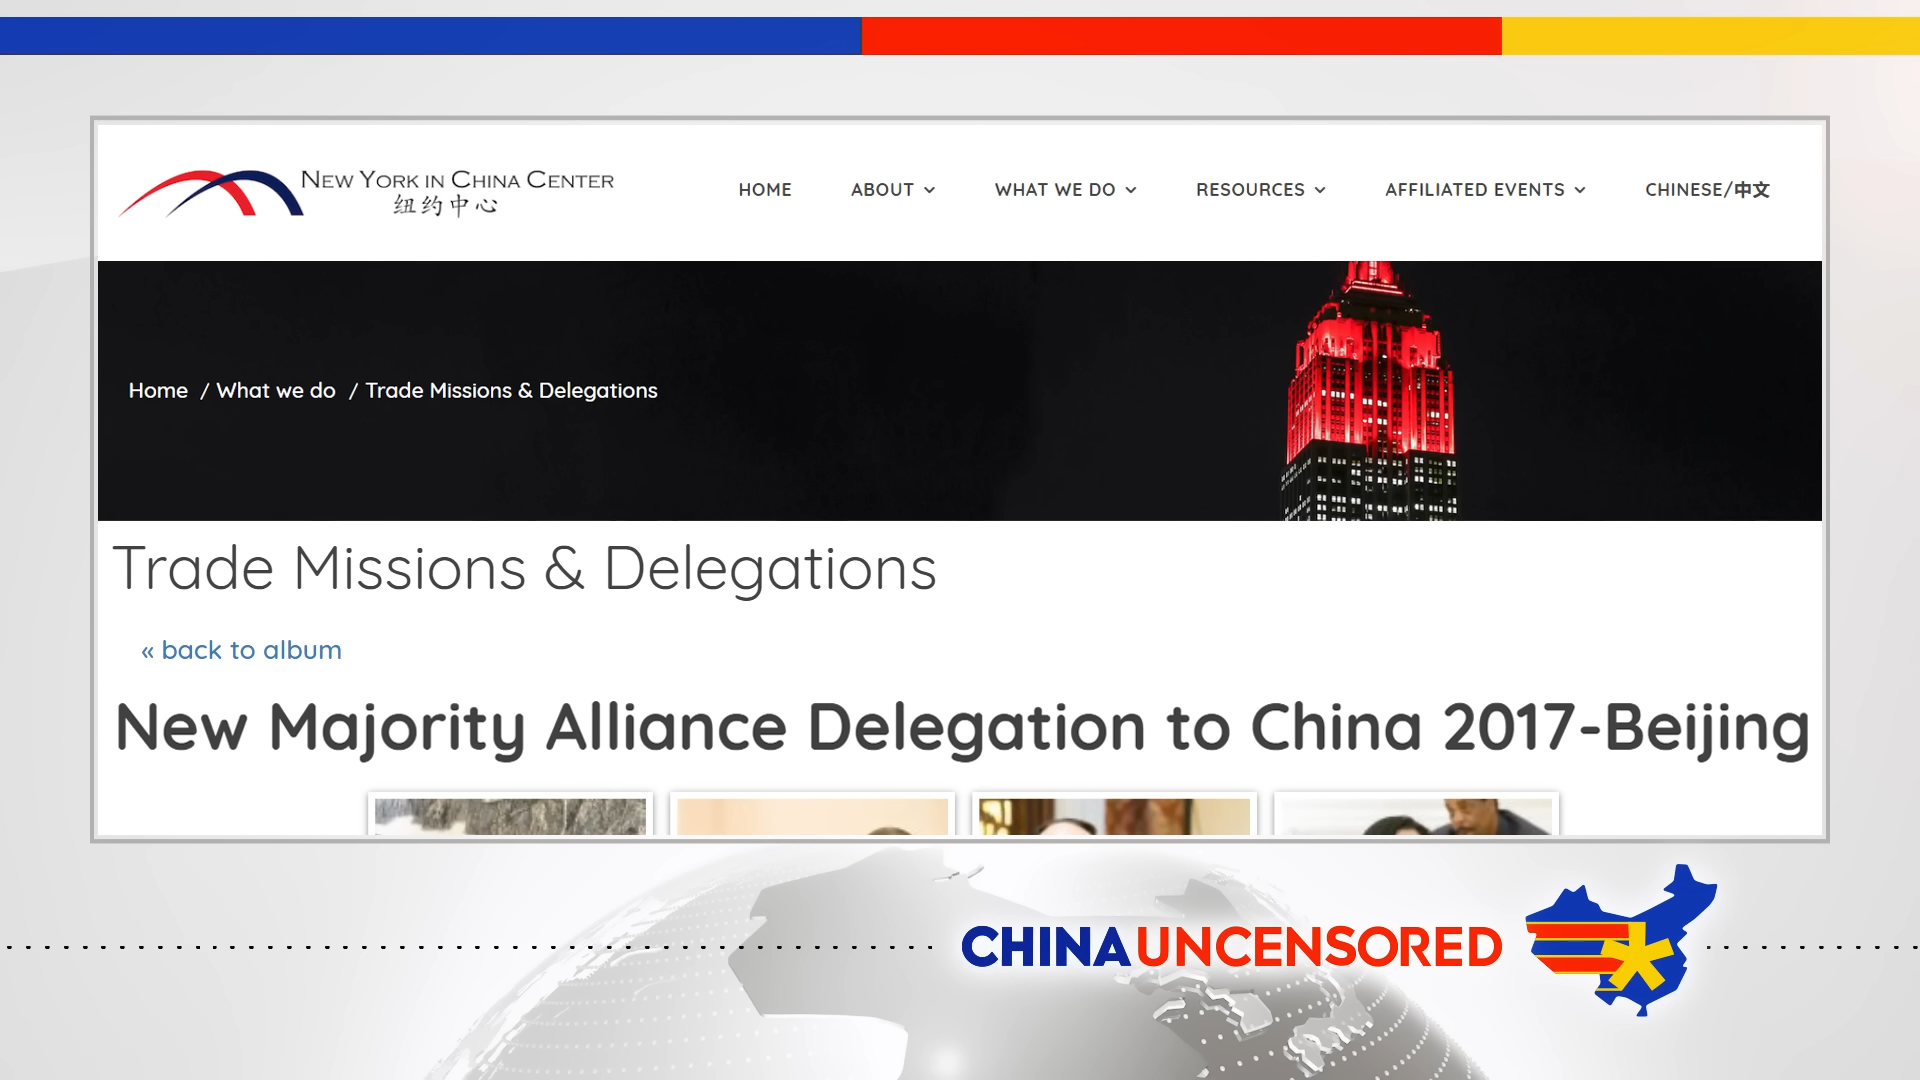 NEW YORK IN CHINA CENTER
纽约中心
HOME
ABOUT
WHAT WE DO
RESOURCES
AFFILIATED EVENTS
CHINESE/中文
Home / What we do / Trade Missions & Delegations
Trade Missions & Delegations
« back to album
New Majority Alliance Delegation to China 2017-Beijing
CHINAUNCENSORED